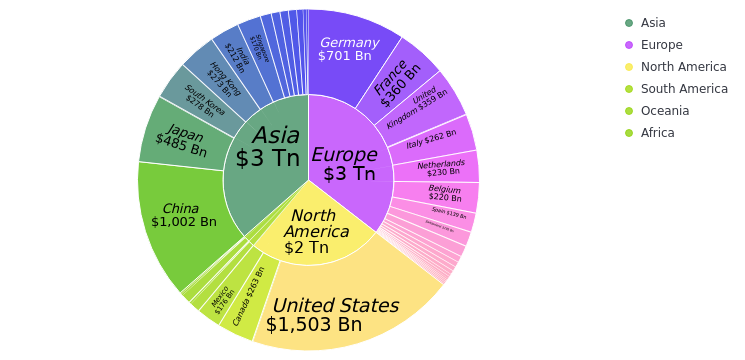 Germany
$701 Bn
France
$360 Bn
United
Kingdom $359 Bn
Italy $262 Bn
Netherlands
$230 Bn
Belgium
$220 Bn
Spain $139 Bn
Europe
$3 Tn
Asia
$3 Tn
North
America
$2 Tn
Singapore
$170 Bn
India
$212 Bn
Hong Kong
$273 Bn
South Korea
$278 Bn
Japan
$485 Bn
China
$1,002 Bn
Mexico
$176 Bn
Canada $263 Bn
United States
$1,503 Bn
Asia
Europe
North America
South America
Oceania
Africa